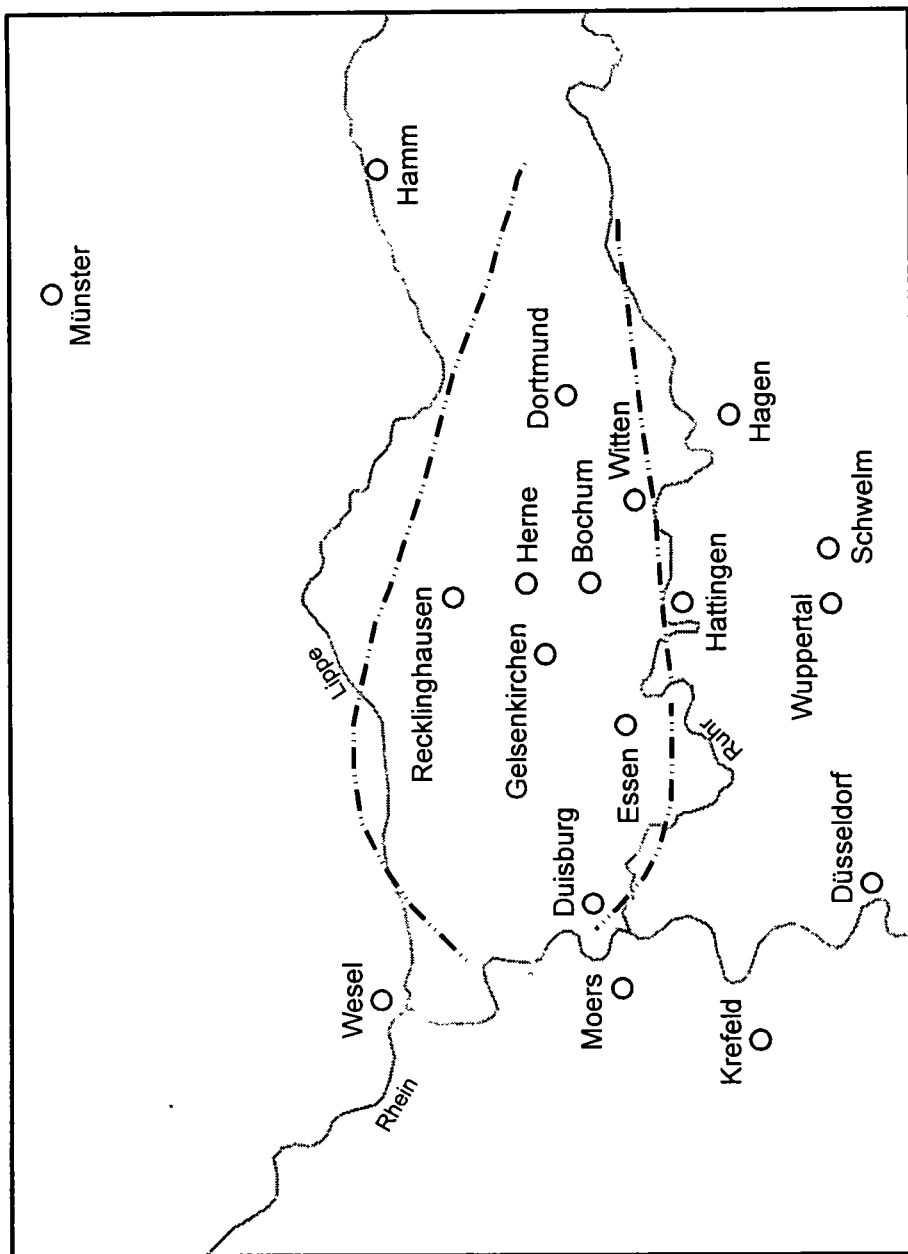 Münster
Hamm
Lippe
Recklinghausen
Herne
Dortmund
Wesel
Rhein
Gelsenkirchen
Bochum
Witten
Duisburg
Essen
Moers
Hattingen
Hagen
Ruhr
Krefeld
Wuppertal
Schwelm
Düsseldorf